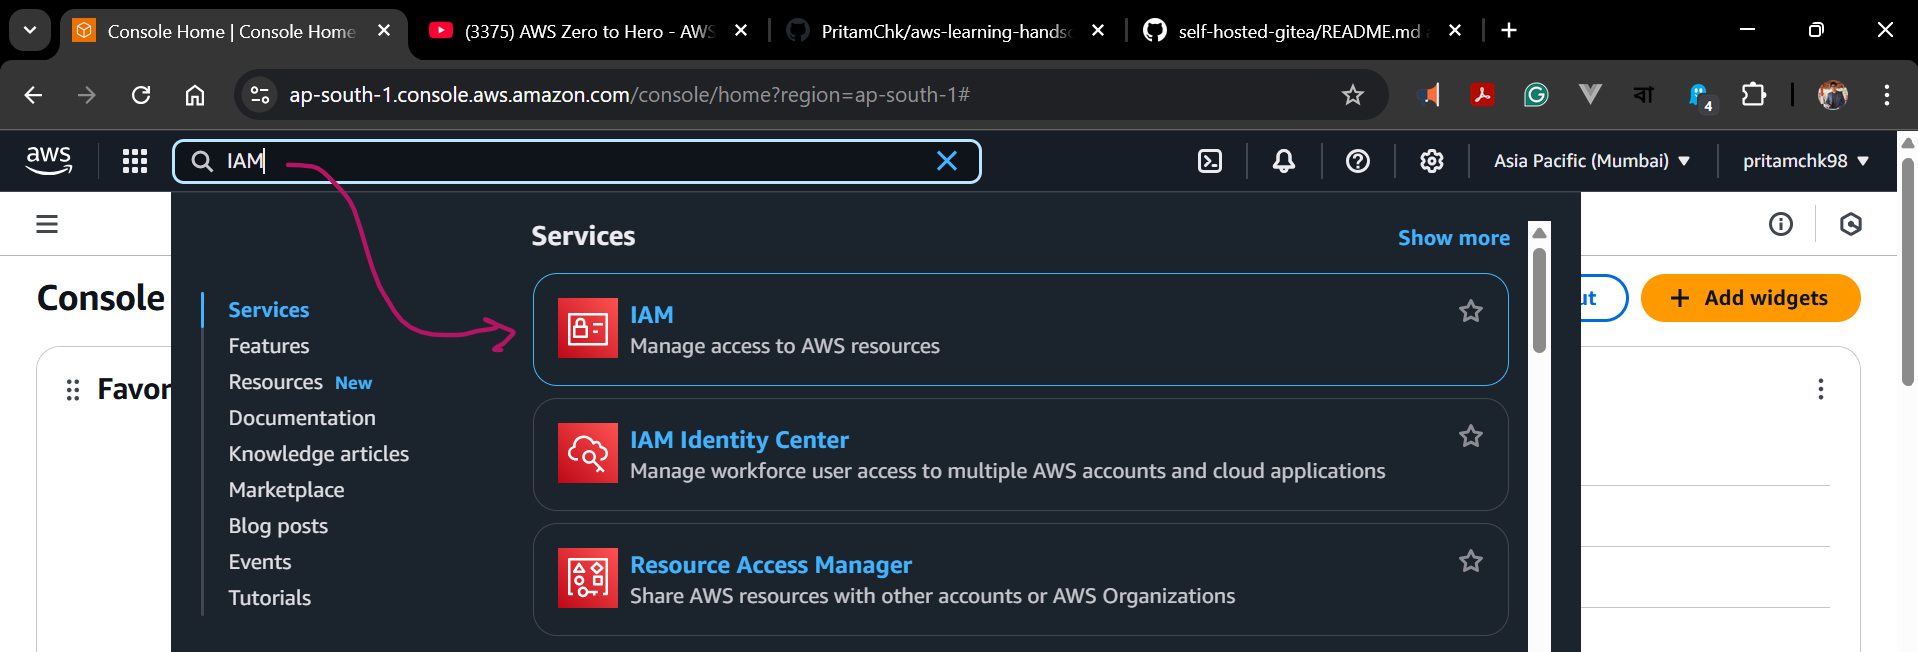 Console Home | Console Home
(3375) AWS Zero to Hero - AWS
PritamChk/aws-learning-hands
self-hosted-gitea/README.md
ap-south-1.console.aws.amazon.com/console/home?region=ap-south-1#
বা
4
aws
IAM
Asia Pacific (Mumbai)
pritamchk98
Services
Show more
Console
Add widgets
Favor
Services
Features
Resources New
Documentation
Knowledge articles
Marketplace
Blog posts
Events
Tutorials
IAM
Manage access to AWS resources
IAM Identity Center
Manage workforce user access to multiple AWS accounts and cloud applications
Resource Access Manager
Share AWS resources with other accounts or AWS Organizations